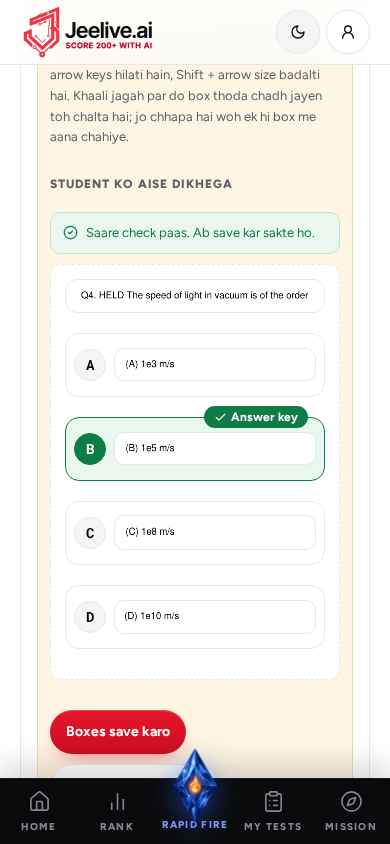 Jeelive.ai
SCORE 200+ WITH AI
arrow keys hilati hain, Shift + arrow size badalti
hai. Khaali jagah par do box thoda chadh jayen
toh chalta hai; jo chhapa hai woh ek hi box me
aana chahiye.
STUDENT KO AISE DIKHEGA
Saare check paas. Ab save kar sakte ho.
Q4. HELD The speed of light in vacuum is of the order
A (A) 1e3 m/s
Answer key
B (B) 1e5 m/s
C (C) 1e8 m/s
D (D) 1e10 m/s
Boxes save karo
HOME RANK RAPID FIRE MY TESTS MISSION